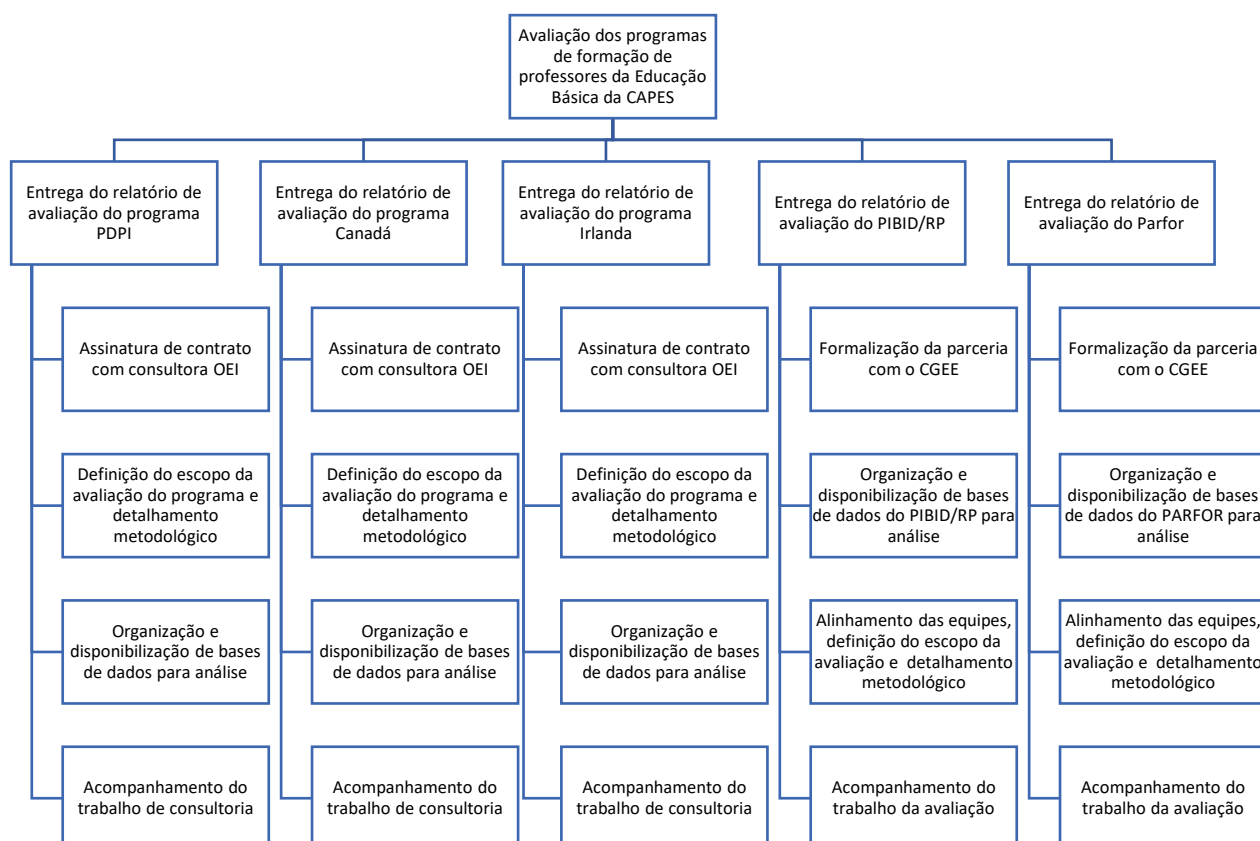 Avaliação dos programas
de formação de
professores da Educação
Básica da CAPES
Entrega do relatório de
avaliação do programa
PDPI
Entrega do relatório de
avaliação do programa
Canadá
Entrega do relatório de
avaliação do programa
Irlanda
Entrega do relatório de
avaliação do PIBID/RP
Entrega do relatório de
avaliação do Parfor
Assinatura de contrato
com consultora OEI
Assinatura de contrato
com consultora OEI
Assinatura de contrato
com consultora OEI
Formalização da parceria
com o CGEE
Formalização da parceria
com o CGEE
Definição do escopo da
avaliação do programa e
detalhamento
metodológico
Definição do escopo da
avaliação do programa e
detalhamento
metodológico
Definição do escopo da
avaliação do programa e
detalhamento
metodológico
Organização e
disponibilização de bases
de dados do PIBID/RP para
análise
Organização e
disponibilização de bases
de dados do PARFOR para
análise
Organização e
disponibilização de bases
de dados para análise
Organização e
disponibilização de bases
de dados para análise
Organização e
disponibilização de bases
de dados para análise
Alinhamento das equipes,
definição do escopo da
avaliação e detalhamento
metodológico
Alinhamento das equipes,
definição do escopo da
avaliação e detalhamento
metodológico
Acompanhamento do
trabalho de consultoria
Acompanhamento do
trabalho de consultoria
Acompanhamento do
trabalho de consultoria
Acompanhamento do
trabalho da avaliação
Acompanhamento do
trabalho da avaliação